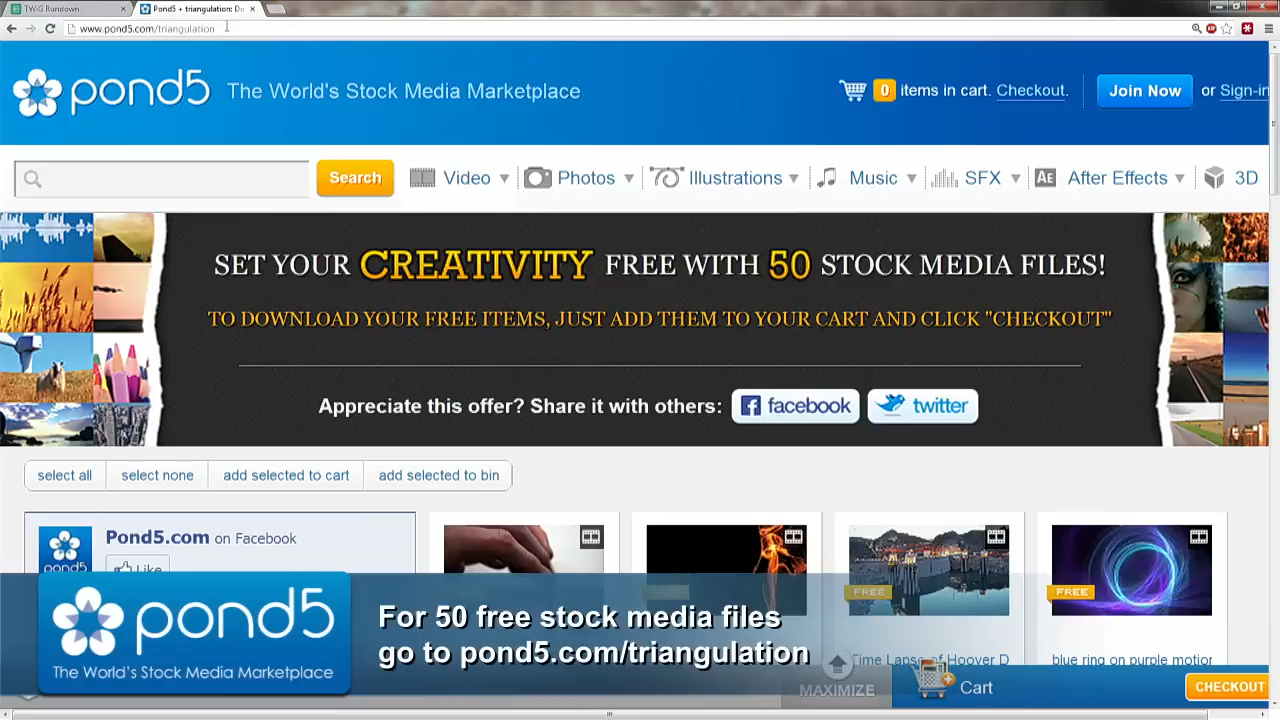 TWiG Rundown
Pond5 + triangulation: Do
www.pond5.com/triangulation
pond5 The World's Stock Media Marketplace
0 items in cart. Checkout. Join Now or Sign-in
Search Video Photos Illustrations Music SFX AE After Effects 3D
SET YOUR CREATIVITY FREE WITH 50 STOCK MEDIA FILES!
TO DOWNLOAD YOUR FREE ITEMS, JUST ADD THEM TO YOUR CART AND CLICK "CHECKOUT"
Appreciate this offer? Share it with others: facebook twitter
select all select none add selected to cart add selected to bin
Pond5.com on Facebook
pond5
Like
FREE FREE
Time Lapse of Hoover D
blue ring on purple motion
pond5
The World's Stock Media Marketplace
For 50 free stock media files
go to pond5.com/triangulation
MAXIMIZE
Cart
CHECKOUT